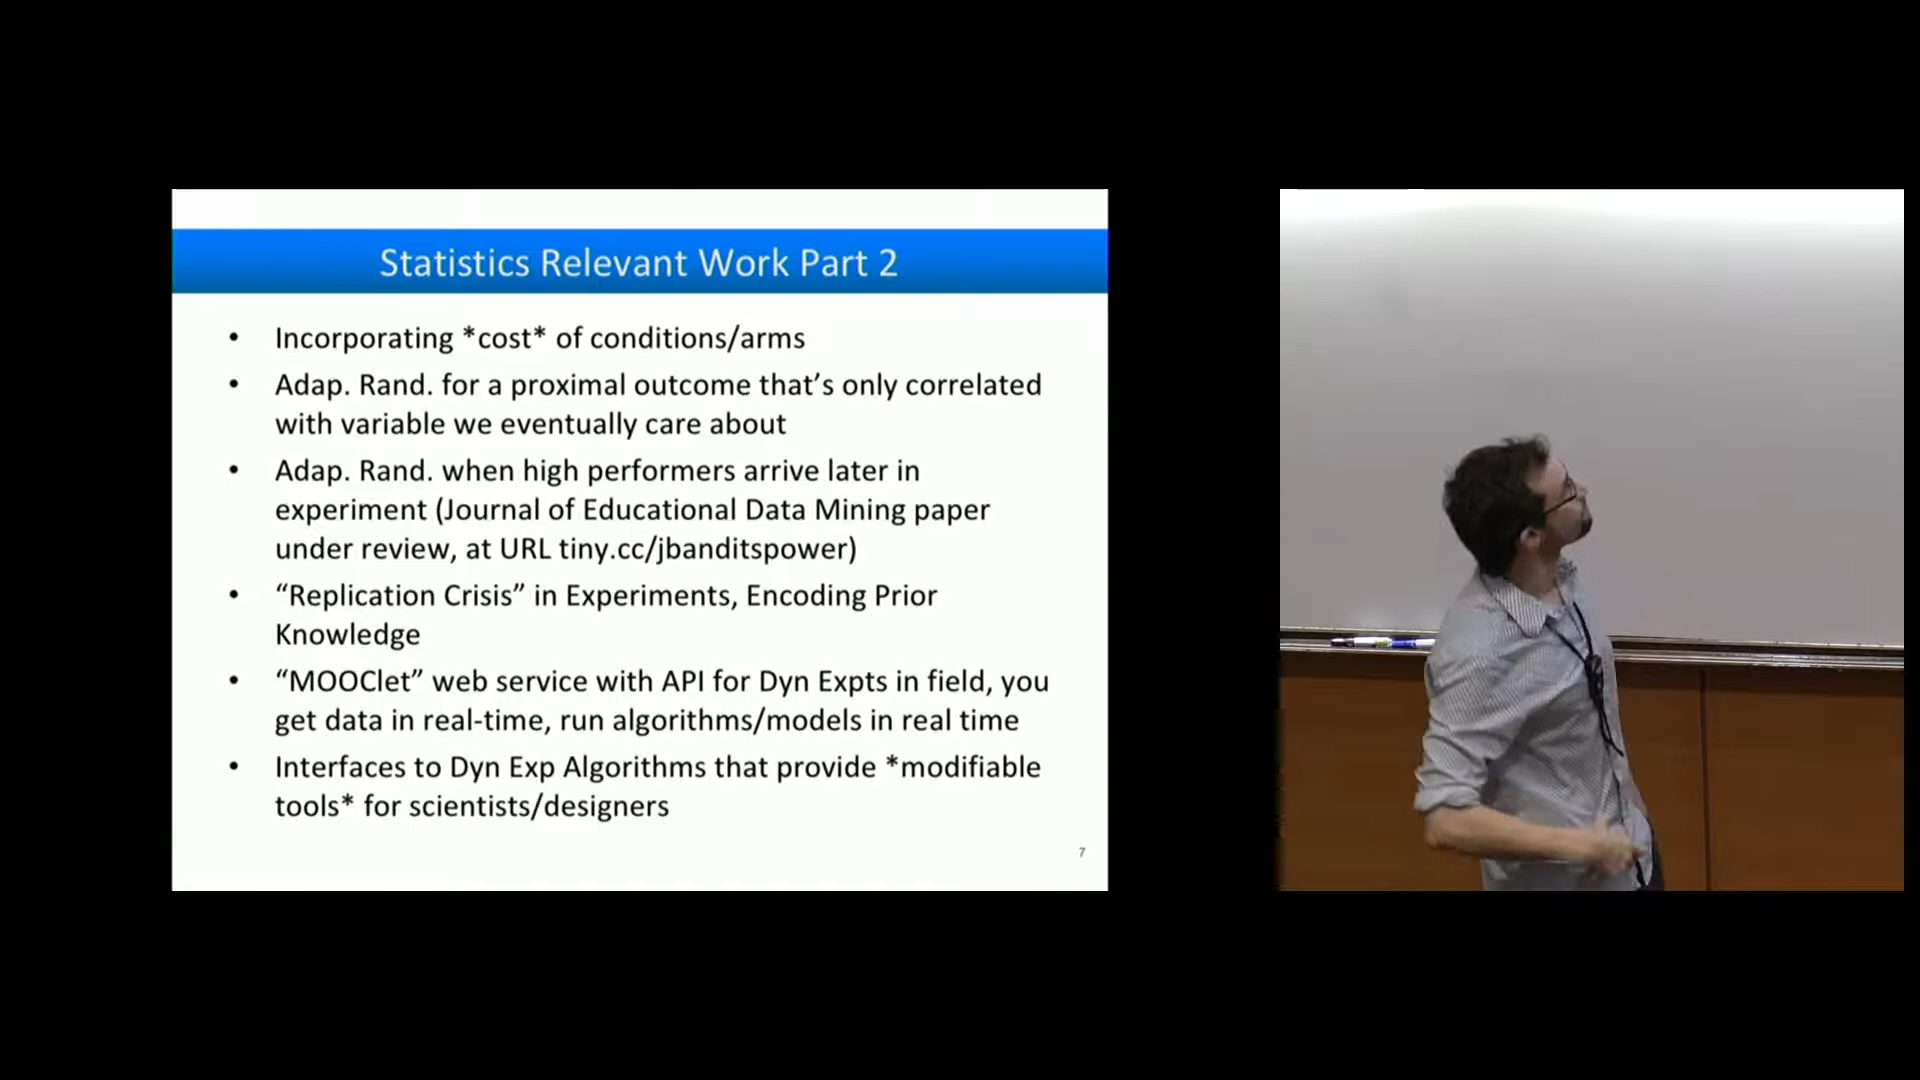 Statistics Relevant Work Part 2
• Incorporating *cost* of conditions/arms
• Adap. Rand. for a proximal outcome that’s only correlated
with variable we eventually care about
• Adap. Rand. when high performers arrive later in
experiment (Journal of Educational Data Mining paper
under review, at URL tiny.cc/jbanditspower)
• “Replication Crisis” in Experiments, Encoding Prior
Knowledge
• “MOOClet” web service with API for Dyn Expts in field, you
get data in real-time, run algorithms/models in real time
• Interfaces to Dyn Exp Algorithms that provide *modifiable
tools* for scientists/designers
7